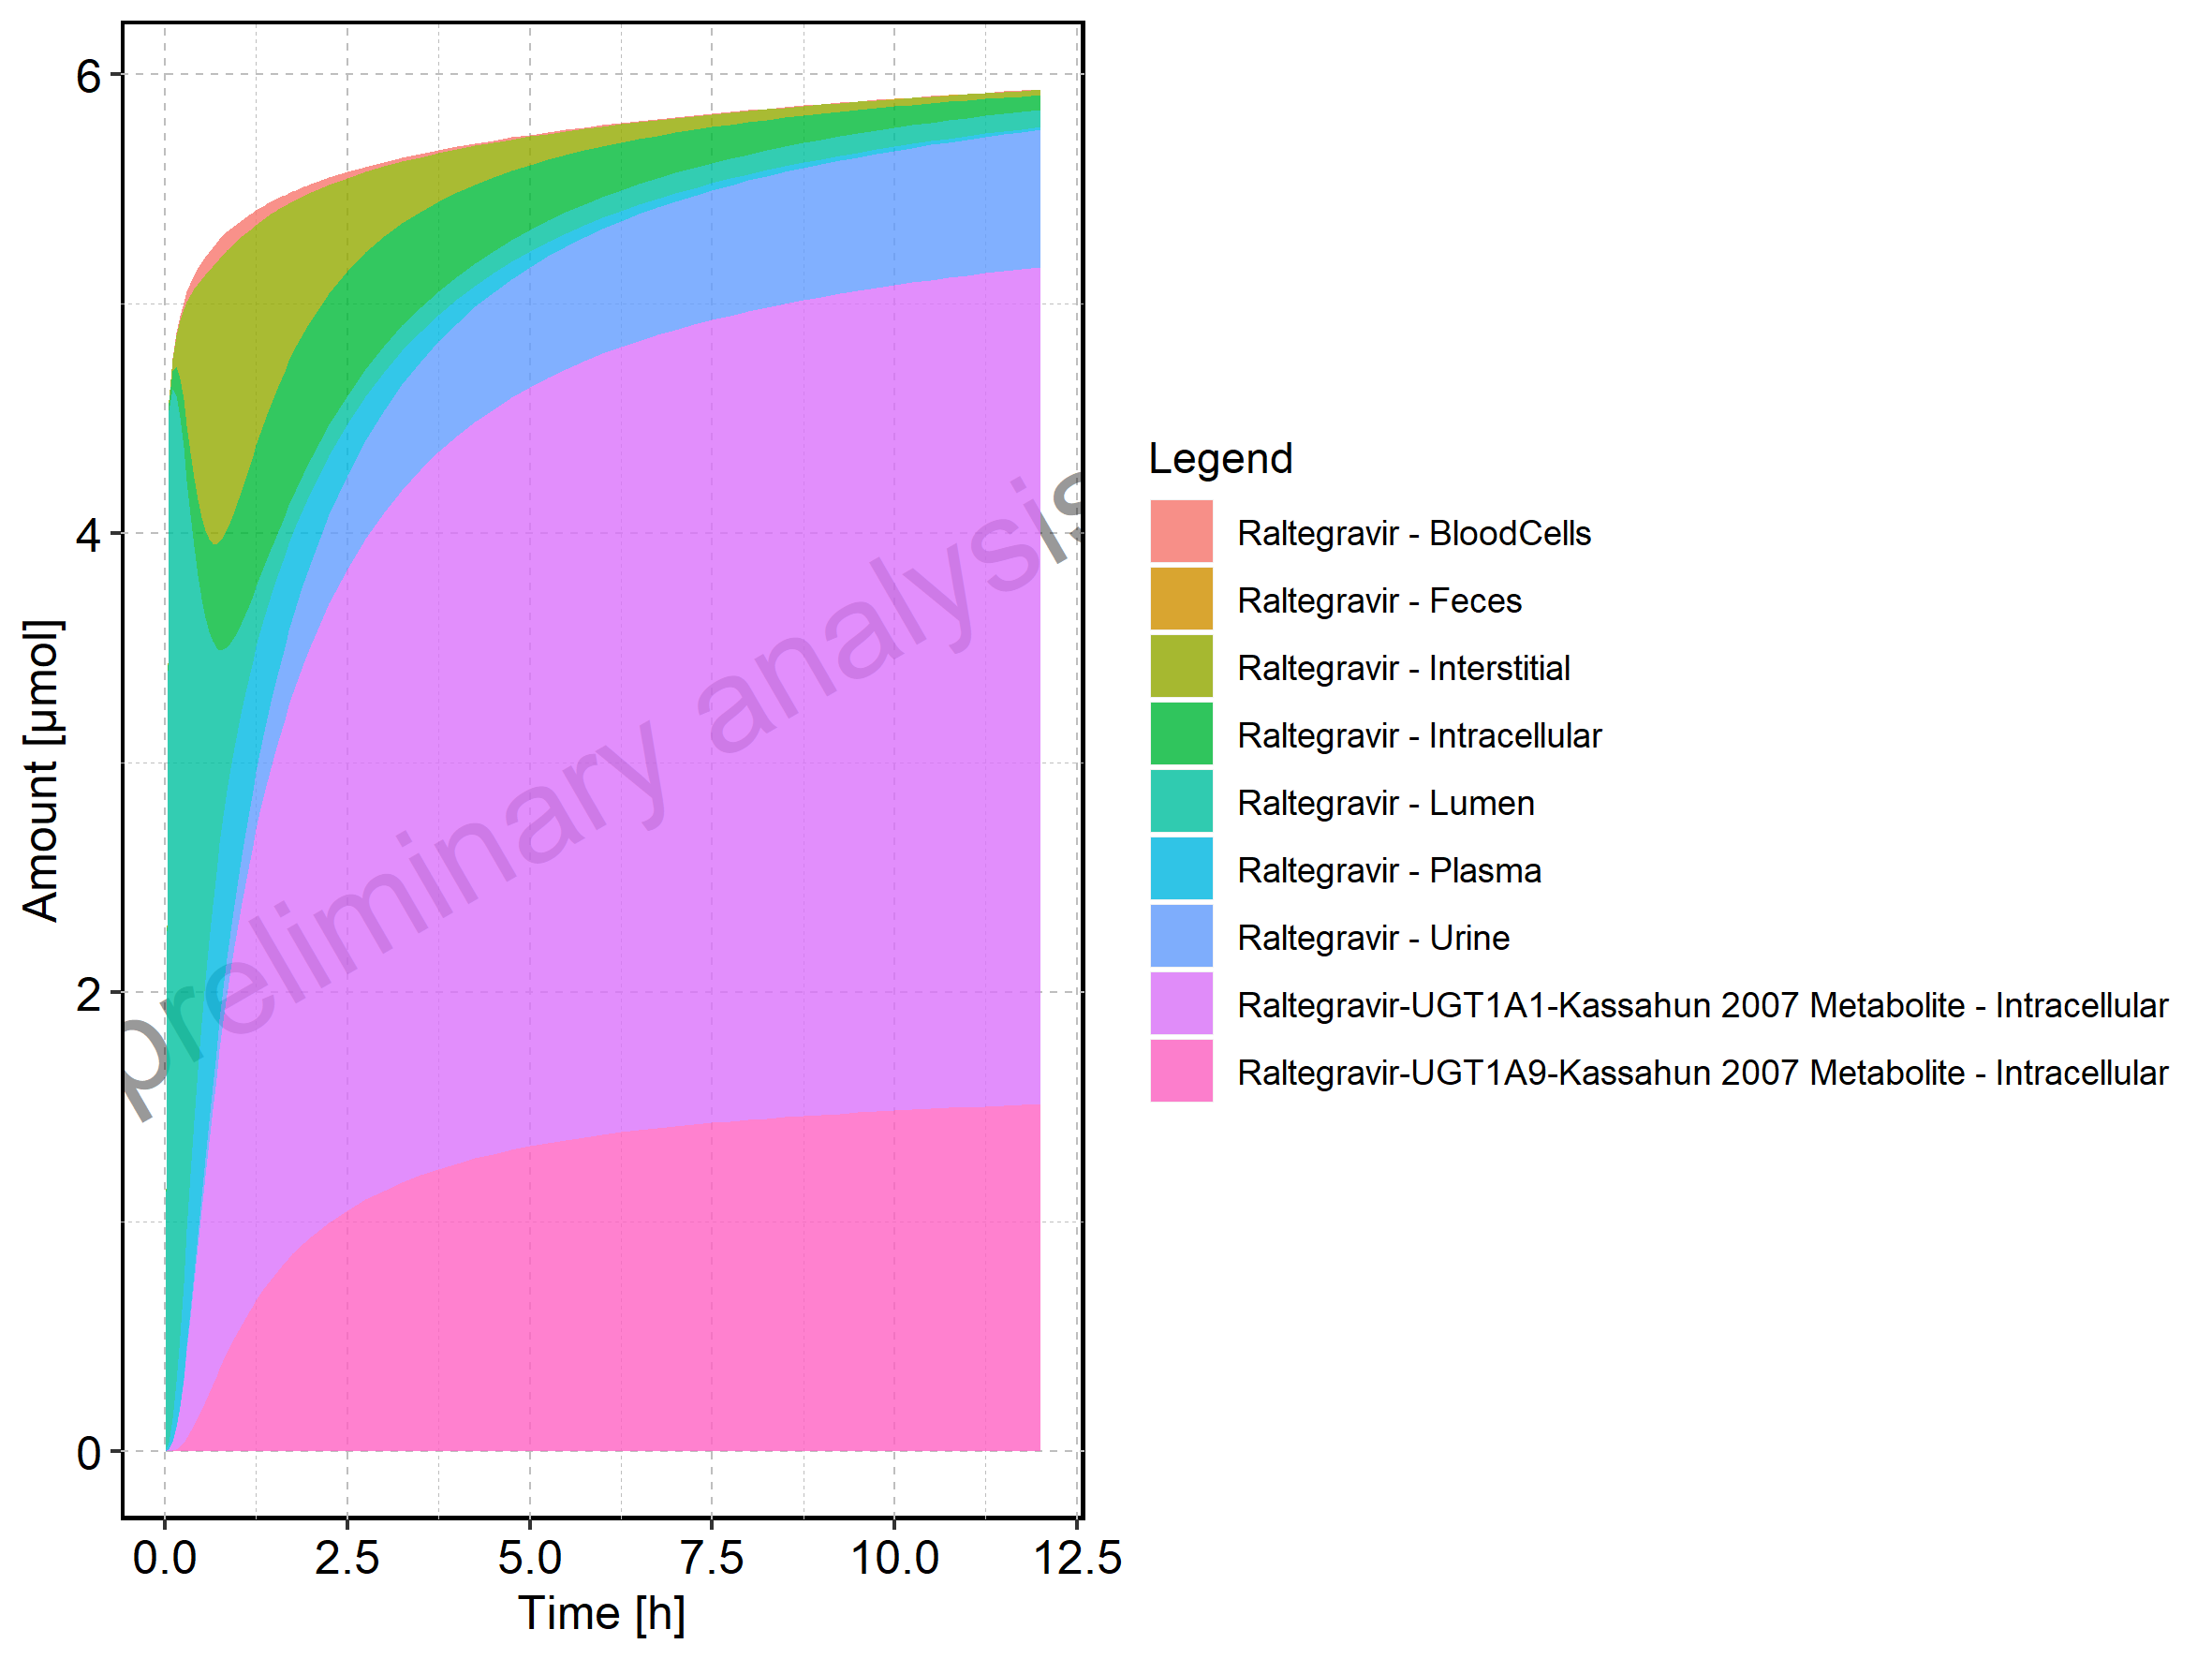 6
4
2
0
Amount [µmol]
0.0 2.5 5.0 7.5 10.0 12.5
Time [h]
preliminary analysis
Legend
Raltegravir - BloodCells
Raltegravir - Feces
Raltegravir - Interstitial
Raltegravir - Intracellular
Raltegravir - Lumen
Raltegravir - Plasma
Raltegravir - Urine
Raltegravir-UGT1A1-Kassahun 2007 Metabolite - Intracellular
Raltegravir-UGT1A9-Kassahun 2007 Metabolite - Intracellular